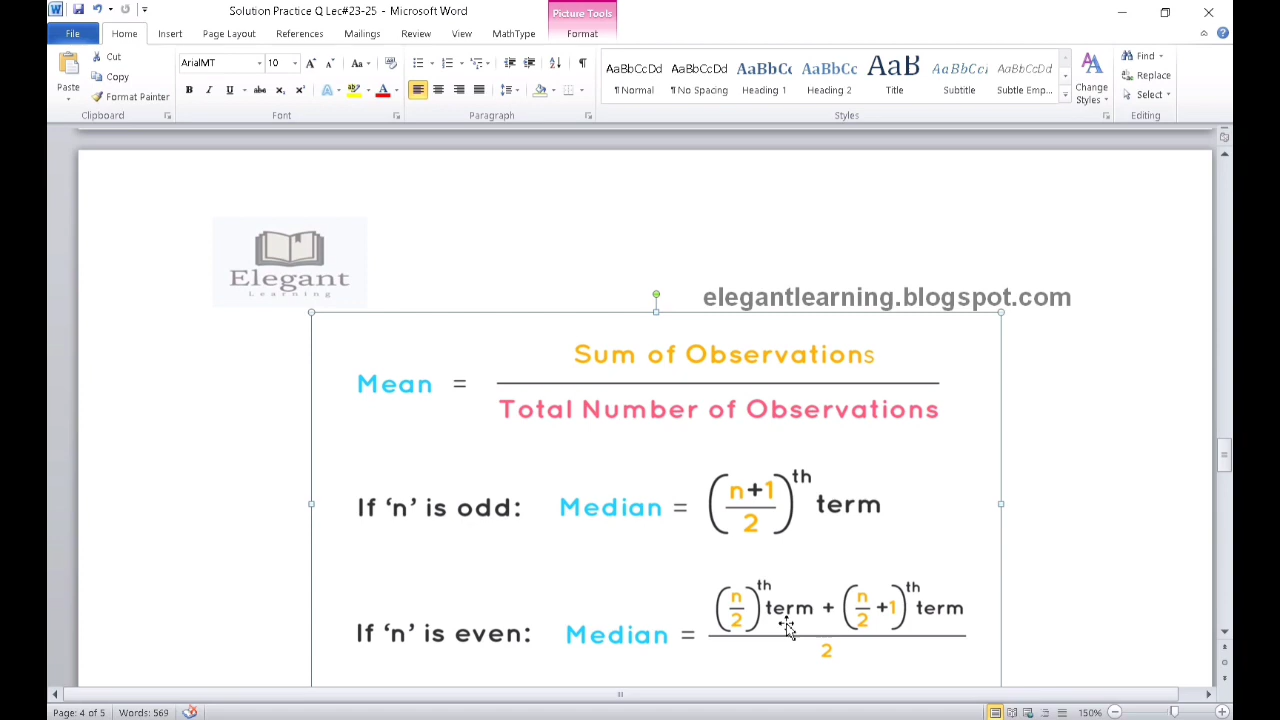 Solution Practice Q Lec#23-25 - Microsoft Word
Picture Tools
File Home Insert Page Layout References Mailings Review View MathType Format
Paste
Cut
Copy
Format Painter
Clipboard
ArialMT 10
Font
Paragraph
AaBbCcDd AaBbCcDd AaBbCc AaBbCc AaB AaBbCci AaBbCcDd
¶ Normal ¶ No Spacing Heading 1 Heading 2 Title Subtitle Subtle Emp...
Styles
Change Styles
Find
Replace
Select
Editing
Elegant
Learning
elegantlearning.blogspot.com
Mean = Sum of Observations / Total Number of Observations
If ‘n’ is odd: Median = (n+1 / 2)th term
If ‘n’ is even: Median = (n/2)th term + (n/2 +1)th term / 2
Page: 4 of 5 Words: 569 150%